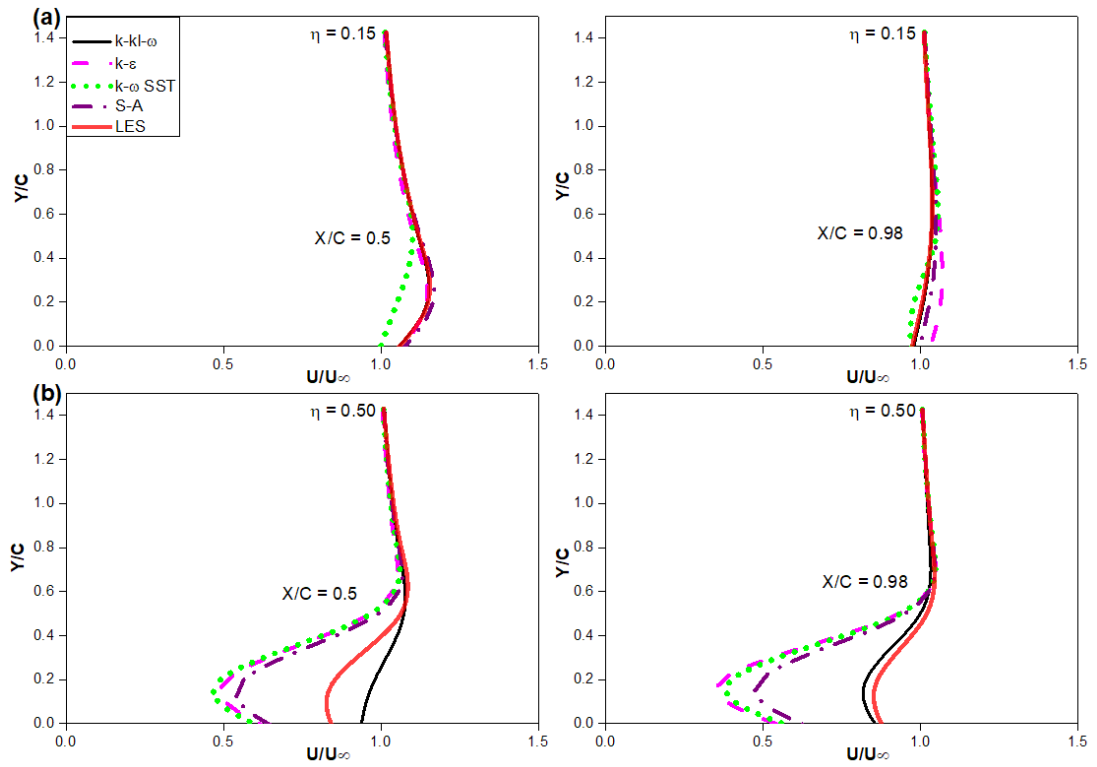 (a)
k-kl-ω
k-ε
k-ω SST
S-A
LES
η = 0.15
X/C = 0.5
Y/C
1.4
1.2
1.0
0.8
0.6
0.4
0.2
0.0
0.0 0.5 1.0 1.5
U/U∞
η = 0.15
X/C = 0.98
Y/C
1.4
1.2
1.0
0.8
0.6
0.4
0.2
0.0
0.0 0.5 1.0 1.5
U/U∞
(b)
η = 0.50
X/C = 0.5
Y/C
1.4
1.2
1.0
0.8
0.6
0.4
0.2
0.0
0.0 0.5 1.0 1.5
U/U∞
η = 0.50
X/C = 0.98
Y/C
1.4
1.2
1.0
0.8
0.6
0.4
0.2
0.0
0.0 0.5 1.0 1.5
U/U∞